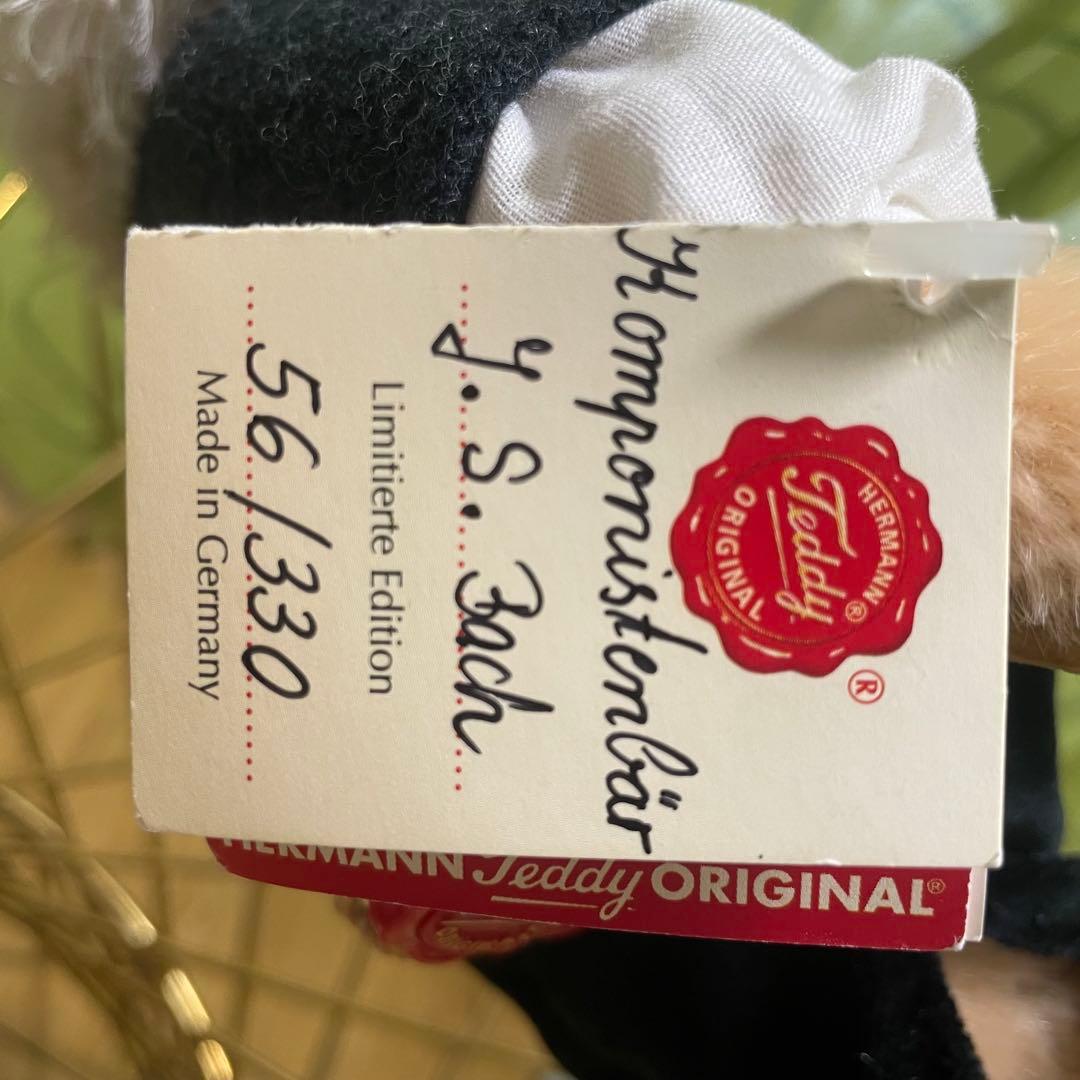 HERMANN
Teddy®
ORIGINAL
®
Komponistenbär
J. S. Bach
Limitierte Edition
56/330
Made in Germany
HERMANN Teddy ORIGINAL®